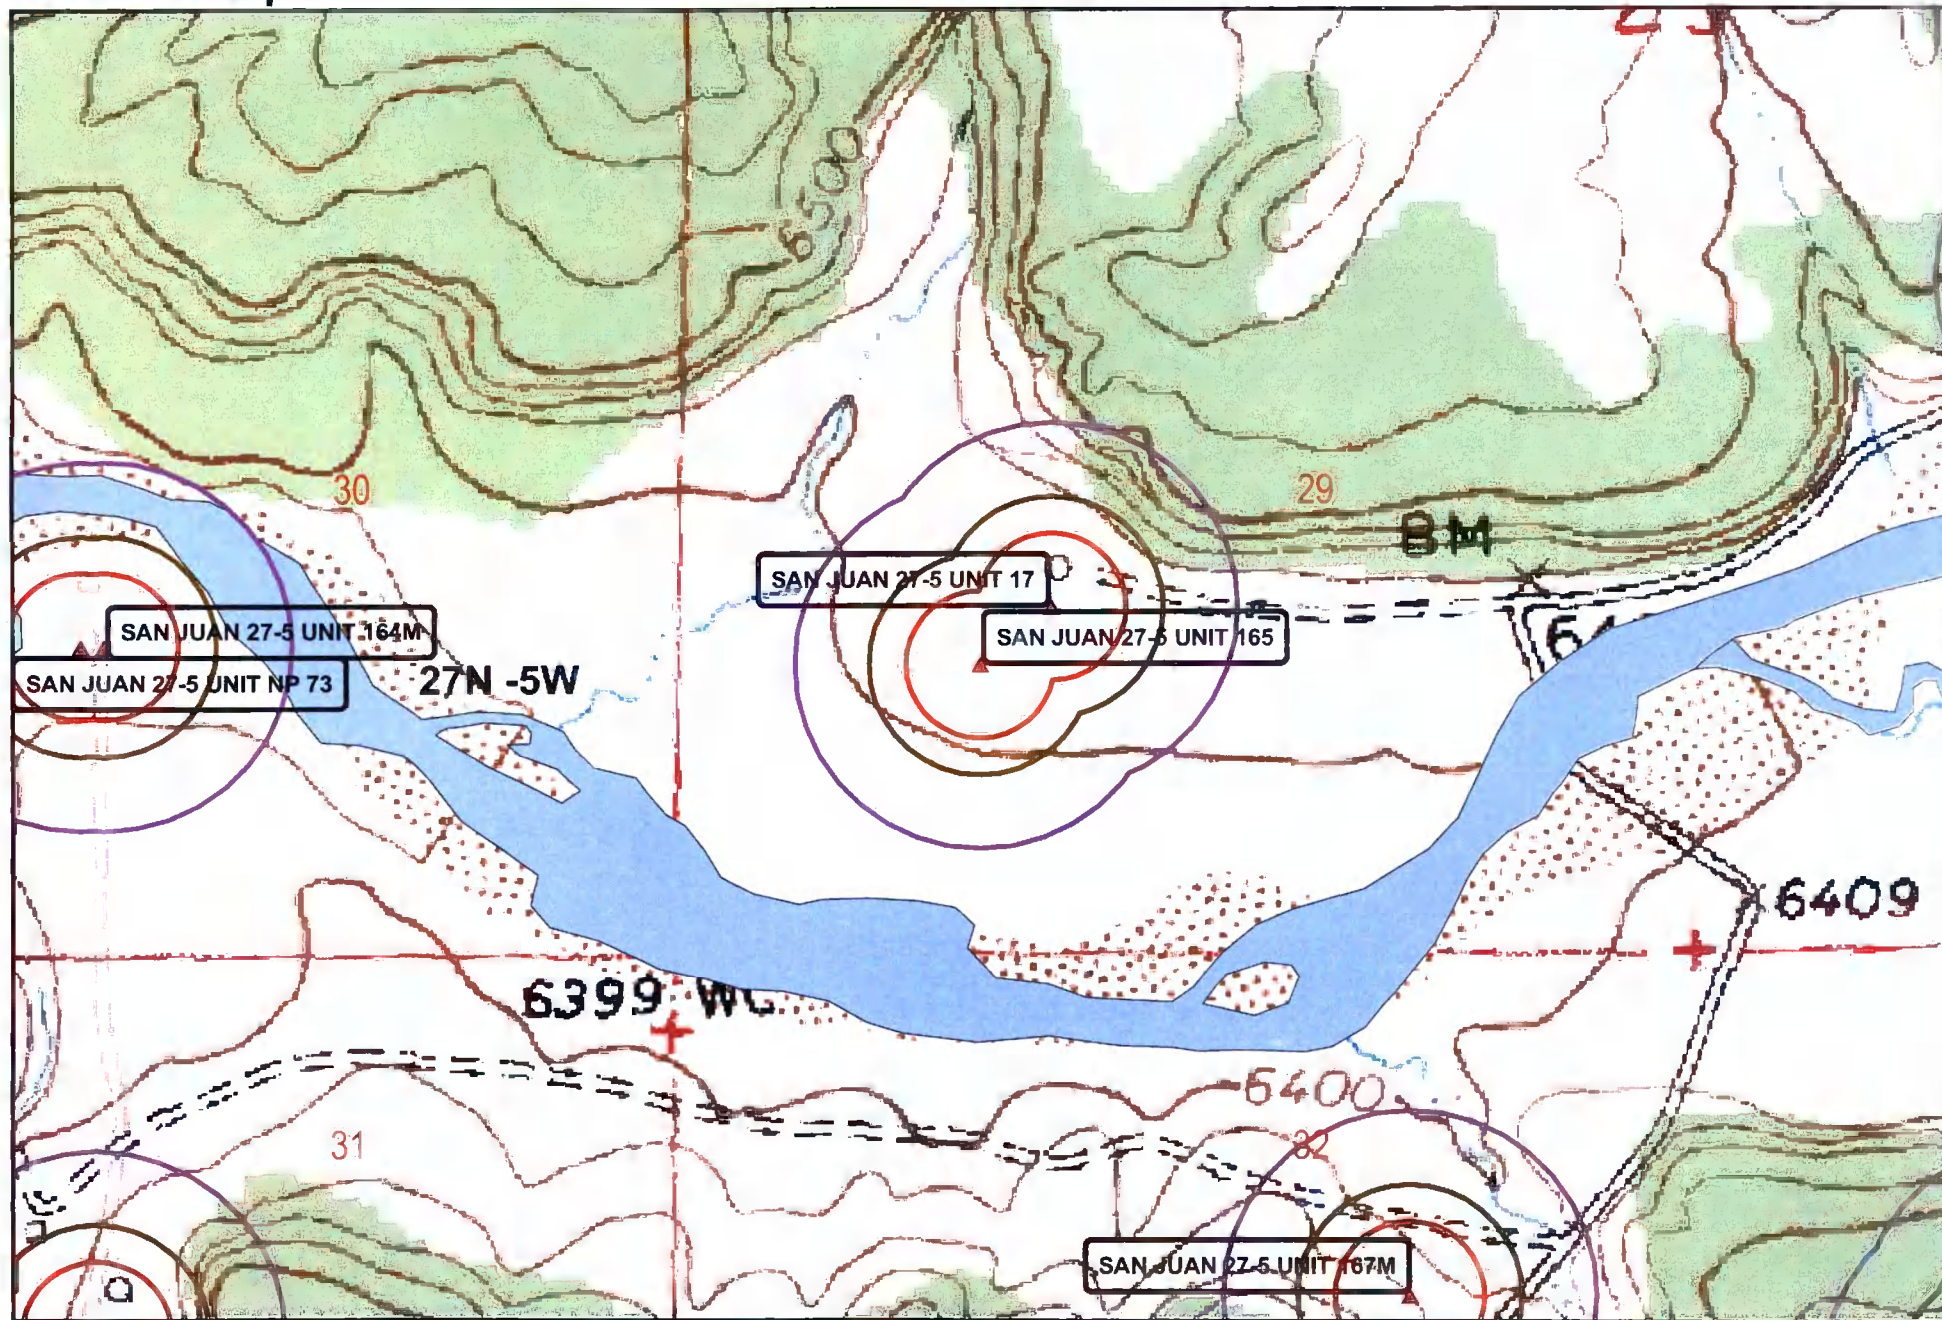 6500
30
29
BM
SAN JUAN 27-5 UNIT 17
SAN JUAN 27-5 UNIT 164M
SAN JUAN 27-5 UNIT 165
SAN JUAN 27-5 UNIT NP 73
27N -5W
6409
6399
6400
31
32
SAN JUAN 27-5 UNIT 167M